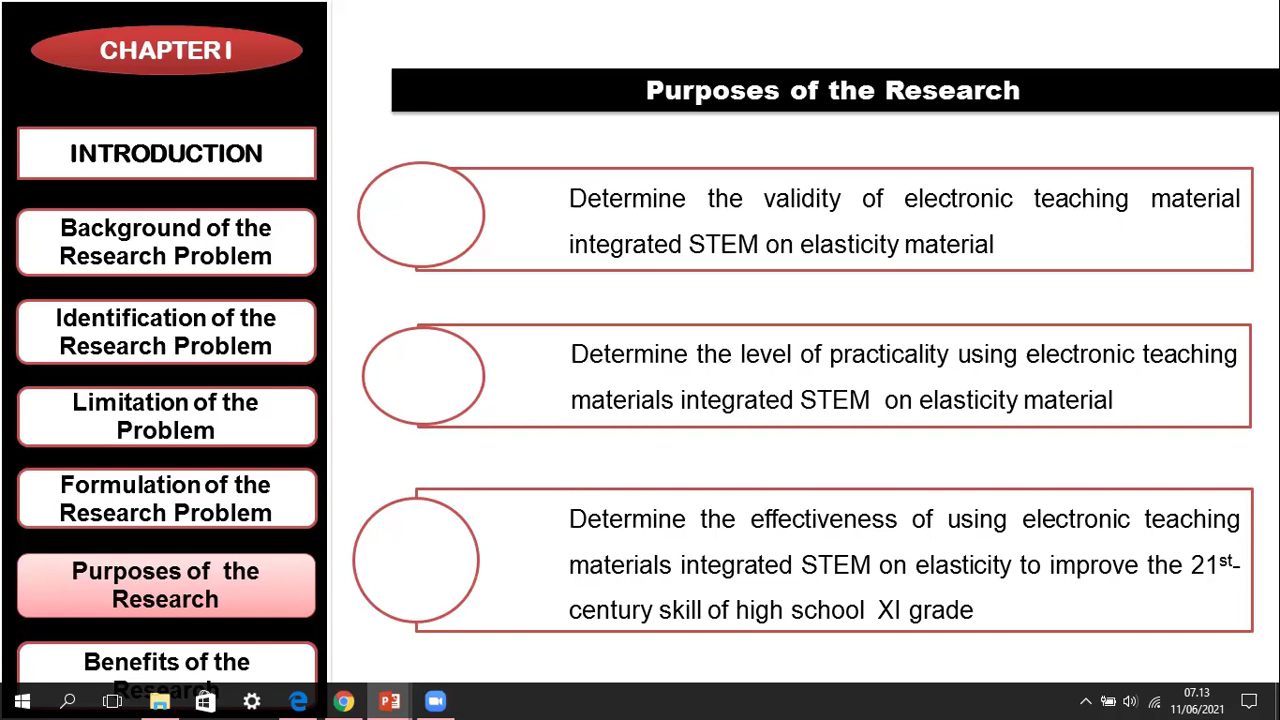 CHAPTER I
INTRODUCTION
Background of the
Research Problem
Identification of the
Research Problem
Limitation of the
Problem
Formulation of the
Research Problem
Purposes of the
Research
Benefits of the
Research
Purposes of the Research
Determine the validity of electronic teaching material
integrated STEM on elasticity material
Determine the level of practicality using electronic teaching
materials integrated STEM on elasticity material
Determine the effectiveness of using electronic teaching
materials integrated STEM on elasticity to improve the 21st-
century skill of high school XI grade
07.13
11/06/2021